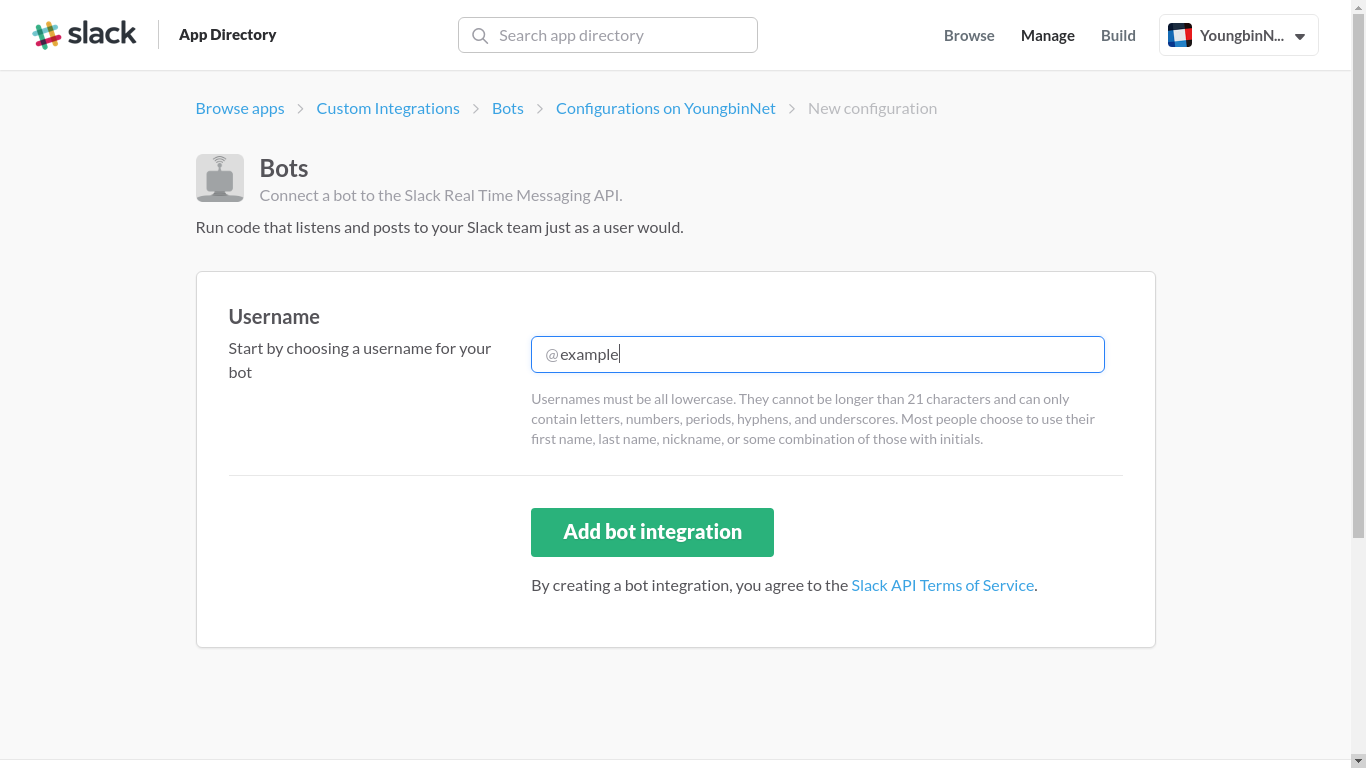 slack
App Directory
Search app directory
Browse
Manage
Build
YoungbinN...
Browse apps
Custom Integrations
Bots
Configurations on YoungbinNet
New configuration
Bots
Connect a bot to the Slack Real Time Messaging API.
Run code that listens and posts to your Slack team just as a user would.
Username
Start by choosing a username for your
bot
@example
Usernames must be all lowercase. They cannot be longer than 21 characters and can only
contain letters, numbers, periods, hyphens, and underscores. Most people choose to use their
first name, last name, nickname, or some combination of those with initials.
Add bot integration
By creating a bot integration, you agree to the Slack API Terms of Service.